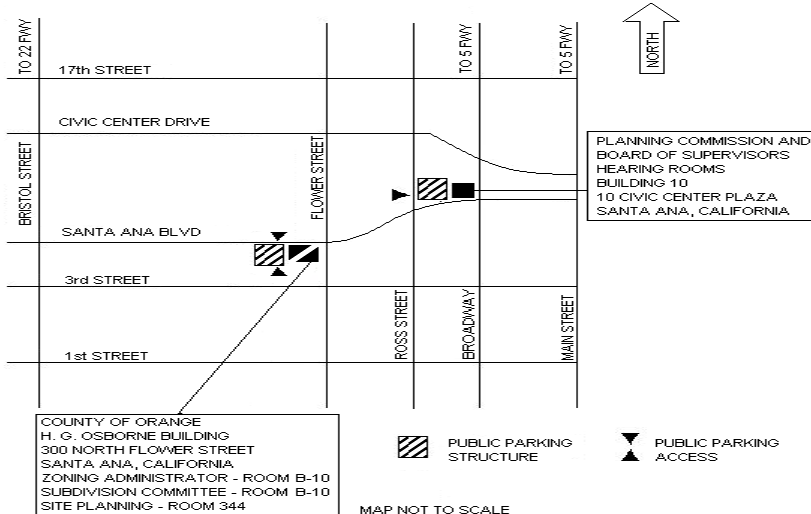 TO 22 FWY
TO 5 FWY
TO 5 FWY
NORTH
17th STREET
CIVIC CENTER DRIVE
BRISTOL STREET
FLOWER STREET
PLANNING COMMISSION AND
BOARD OF SUPERVISORS
HEARING ROOMS
BUILDING 10
10 CIVIC CENTER PLAZA
SANTA ANA, CALIFORNIA
SANTA ANA BLVD
3rd STREET
ROSS STREET
BROADWAY
MAIN STREET
1st STREET
COUNTY OF ORANGE
H. G. OSBORNE BUILDING
300 NORTH FLOWER STREET
SANTA ANA, CALIFORNIA
ZONING ADMINISTRATOR - ROOM B-10
SUBDIVISION COMMITTEE - ROOM B-10
SITE PLANNING - ROOM 344
PUBLIC PARKING
STRUCTURE
PUBLIC PARKING
ACCESS
MAP NOT TO SCALE